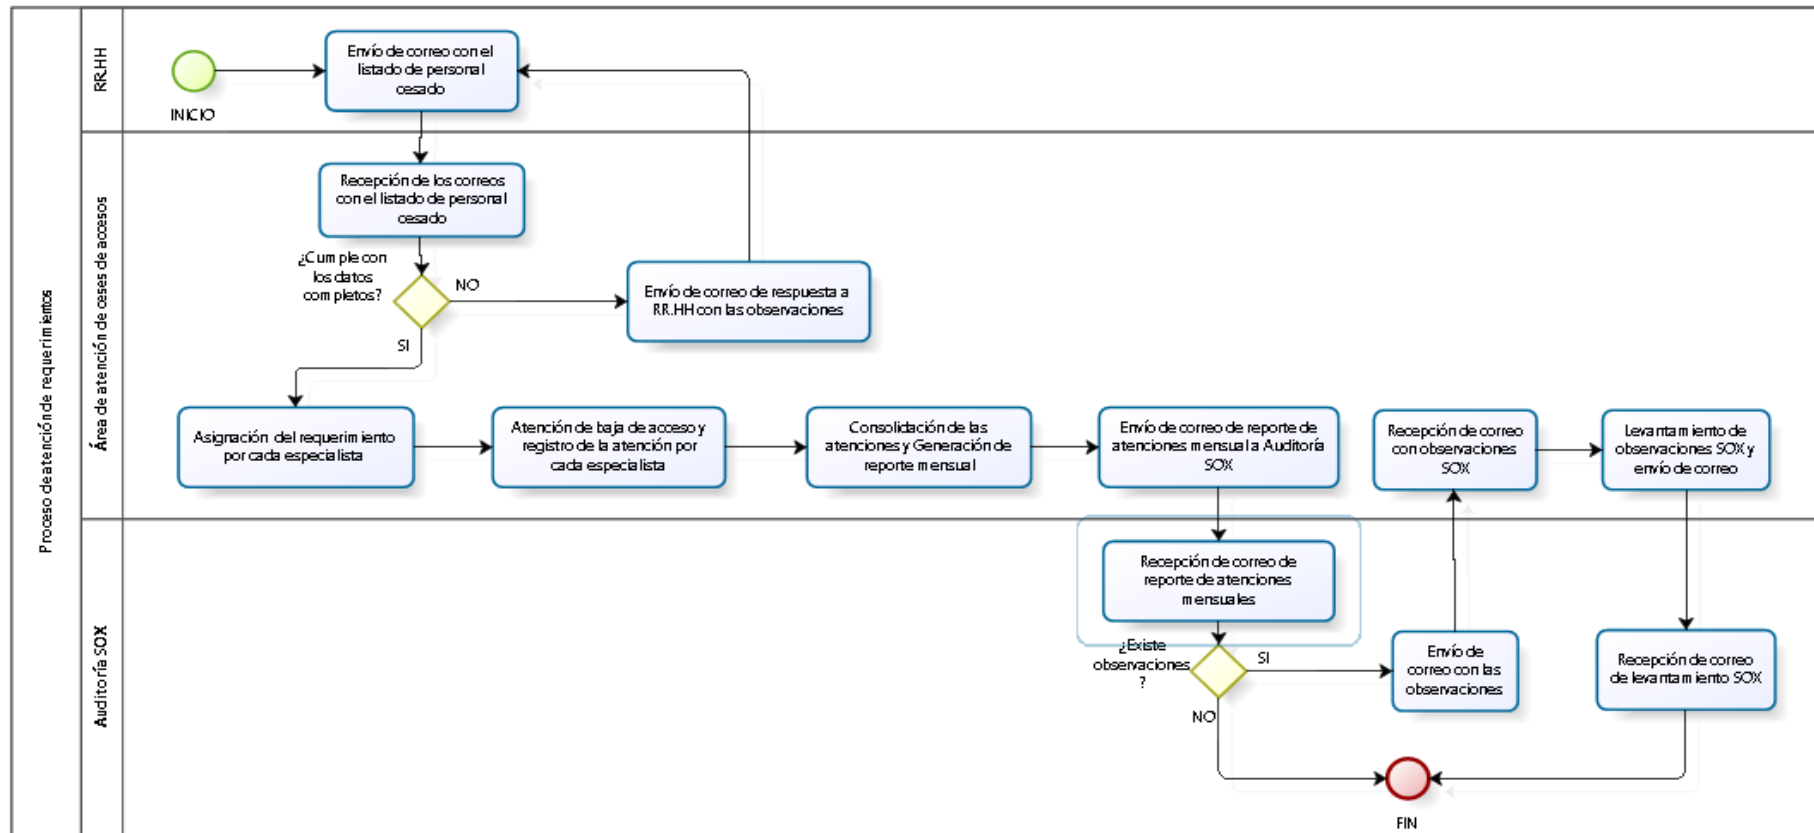 Proceso de atención de requerimientos
RR.HH
INICIO
Envío de correo con el
listado de personal
cesado
Área de atención de ceses de accesos
Recepción de los correos
con el listado de personal
cesado
¿Cumple con
los datos
completos?
NO
Envío de correo de respuesta a
RR.HH con las observaciones
SI
Asignación del requerimiento
por cada especialista
Atención de baja de acceso y
registro de la atención por
cada especialista
Consolidación de las
atenciones y Generación de
reporte mensual
Envío de correo de reporte de
atenciones mensual a Auditoría
SOX
Recepción de correo
con observaciones
SOX
Levantamiento de
observaciones SOX y
envío de correo
Auditoría SOX
Recepción de correo de
reporte de atenciones
mensuales
¿Existe
observaciones
?
SI
NO
Envío de
correo con las
observaciones
Recepción de correo
de levantamiento SOX
FIN